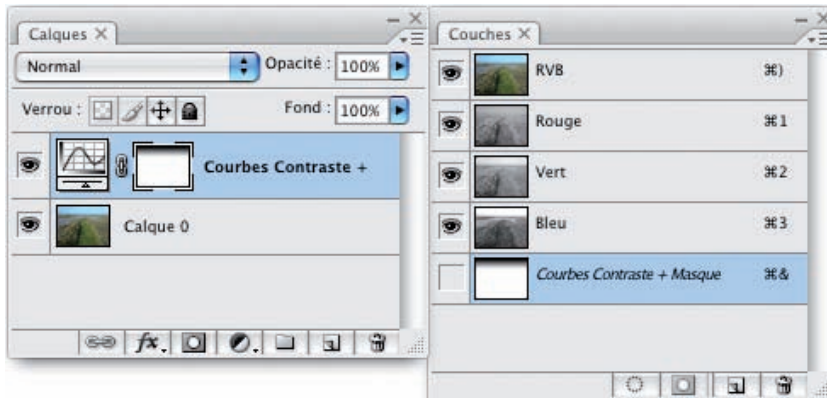 Calques ×
Normal
Opacité : 100%
Verrou :
Fond : 100%
Courbes Contraste +
Calque 0
fx
Couches ×
RVB ⌘)
Rouge ⌘1
Vert ⌘2
Bleu ⌘3
Courbes Contraste + Masque ⌘&